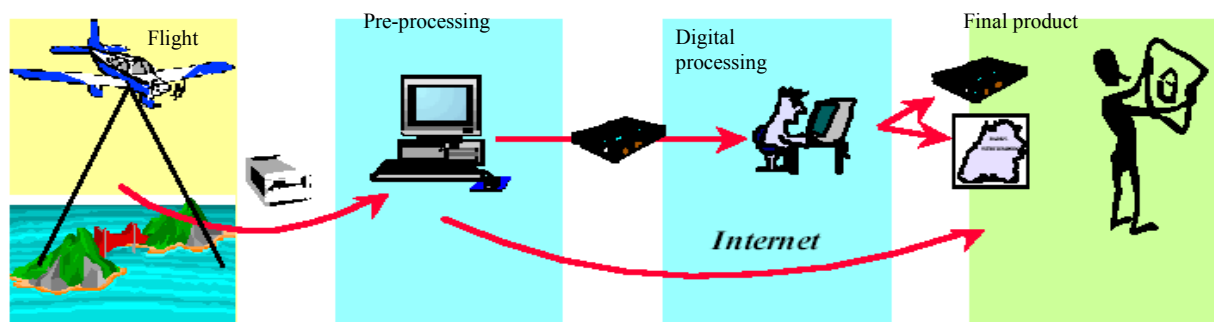 Flight
Pre-processing
Digital
processing
Final product
Internet